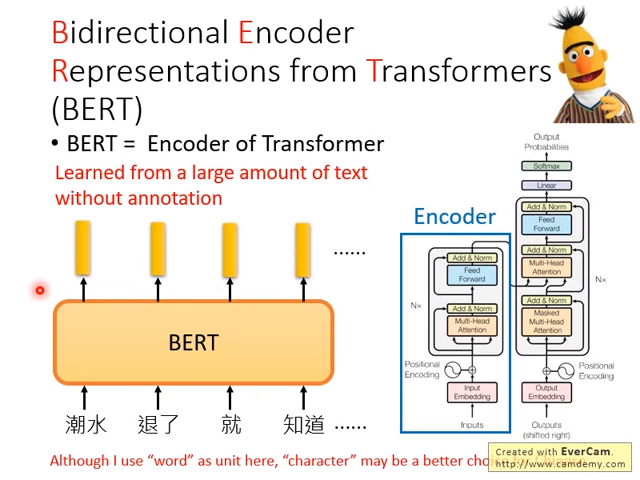 Bidirectional Encoder
Representations from Transformers
(BERT)
• BERT = Encoder of Transformer
Learned from a large amount of text
without annotation
......
BERT
潮水 退了 就 知道 ......
Encoder
Add & Norm
Feed
Forward
N×
Add & Norm
Multi-Head
Attention
Positional
Encoding
Input
Embedding
Inputs
Output
Probabilities
Softmax
Linear
Add & Norm
Feed
Forward
Add & Norm
Multi-Head
Attention
N×
Add & Norm
Masked
Multi-Head
Attention
Positional
Encoding
Output
Embedding
Outputs
(shifted right)
Although I use “word” as unit here, “character” may be a better
Created with EverCam.
http://www.camdemy.com